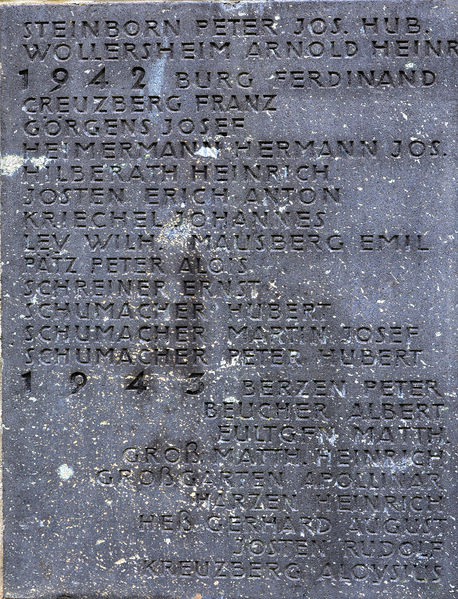 STEINBORN PETER JOS. HUB.
WOLLERSHEIM ARNOLD HEINR
1942 BURG FERDINAND
CREUZBERG FRANZ
GÖRGENS JOSEF
HEIMERMANN HERMANN JOS.
HILBERATH HEINRICH
JOSTEN ERICH ANTON
KRIECHEL JOHANNES
LEV WILH. MAUSBERG EMIL
PÄTZ PETER ALOIS
SCHREINER ERNST
SCHUMACHER HUBERT
SCHUMACHER MARTIN JOSEF
SCHUMACHER PETER HUBERT
1943 BERZEN PETER
BEUCHER ALBERT
EULTGEN MATTH.
GROß MATTH. HEINRICH
GROßGARTEN APOLLINAR
HARZEN HEINRICH
HEß GERHARD AUGUST
JOSTEN RUDOLF
KREUZBERG ALOYSIUS